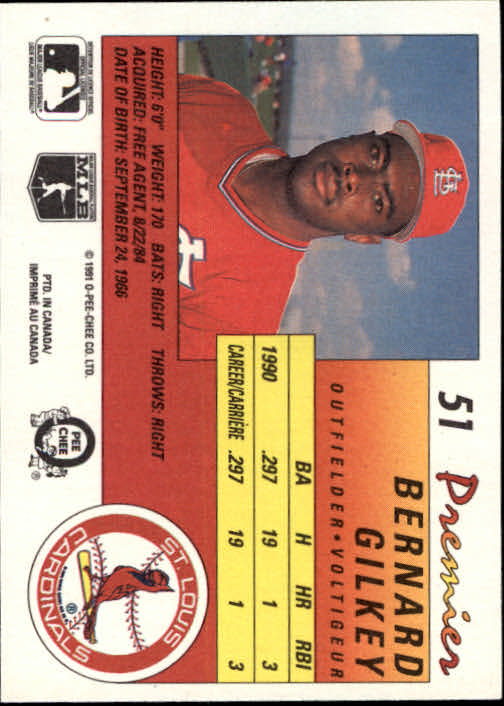 51 Premier
BERNARD
GILKEY
OUTFIELDER • VOLTIGEUR
BA H HR RBI
1990 .297 19 1 3
CAREER/CARRIÈRE .297 19 1 3
HEIGHT: 6'0" WEIGHT: 170 BATS: RIGHT THROWS: RIGHT
ACQUIRED: FREE AGENT, 8/22/84
DATE OF BIRTH: SEPTEMBER 24, 1966
StL
ST. LOUIS
CARDINALS
®
MLB
© 1991 O-PEE-CHEE CO. LTD.
PTD. IN CANADA/
IMPRIMÉ AU CANADA
O
PEE
CHEE
®